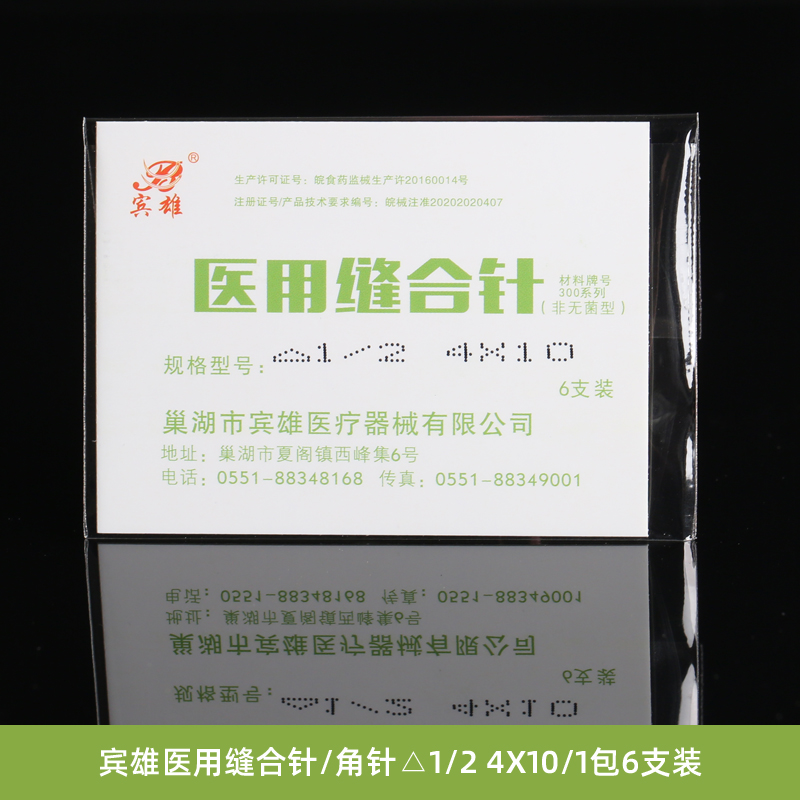 宾雄®
生产许可证号：皖食药监械生产许20160014号
注册证号/产品技术要求编号：皖械注准20202020407
医用缝合针
材料牌号
300系列
（非无菌型）
规格型号：△1/2 4X10
6支装
巢湖市宾雄医疗器械有限公司
地址：巢湖市夏阁镇西峰集6号
电话：0551-88348168 传真：0551-88349001
宾雄医用缝合针/角针△1/2 4X10/1包6支装